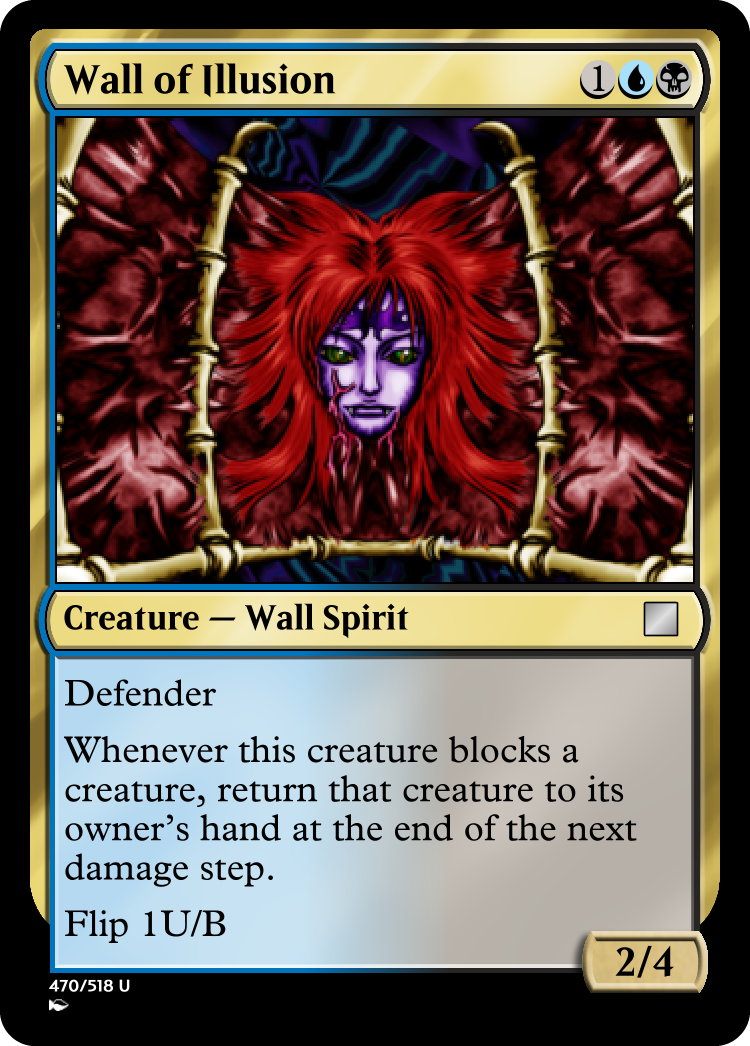 Wall of Illusion 1
Creature — Wall Spirit
Defender
Whenever this creature blocks a
creature, return that creature to its
owner's hand at the end of the next
damage step.
Flip 1U/B
2/4
470/518 U